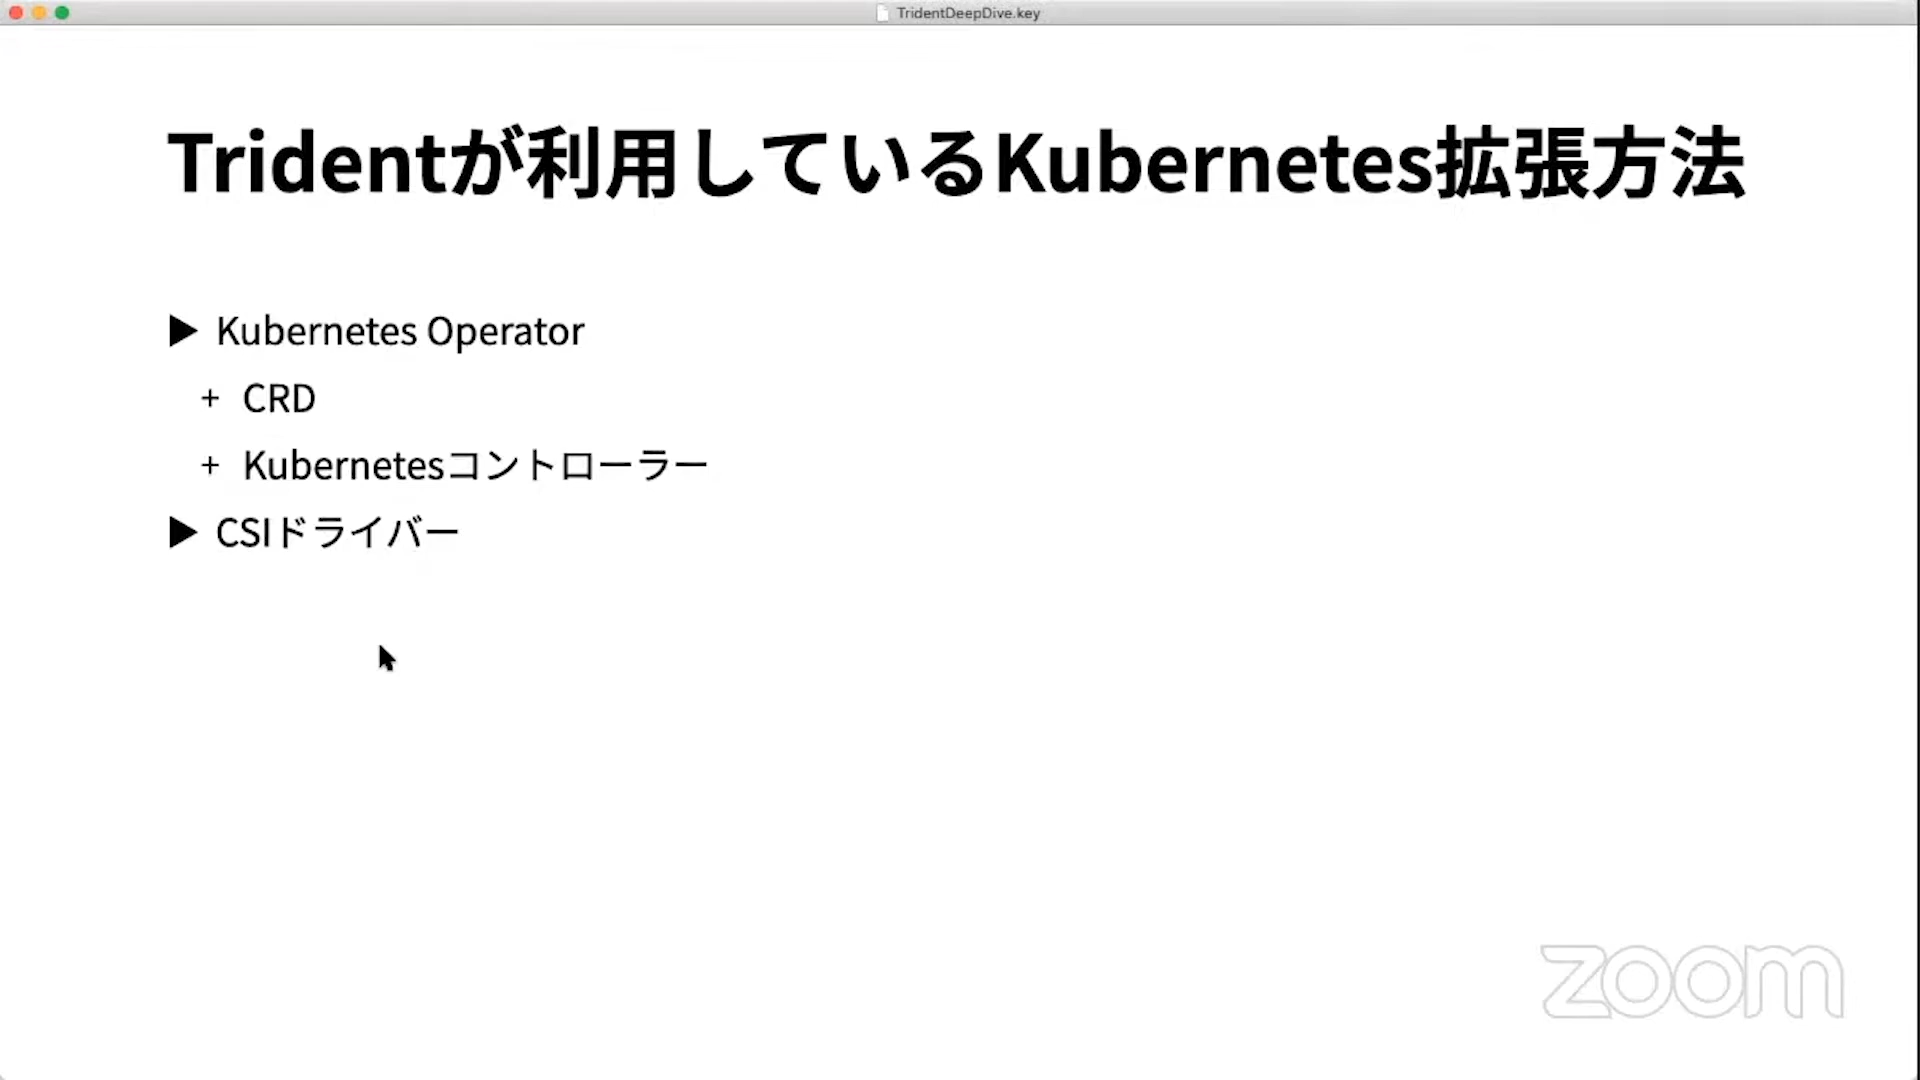 TridentDeepDive.key
Tridentが利用しているKubernetes拡張方法
▶ Kubernetes Operator
+ CRD
+ Kubernetesコントローラー
▶ CSIドライバー
zoom